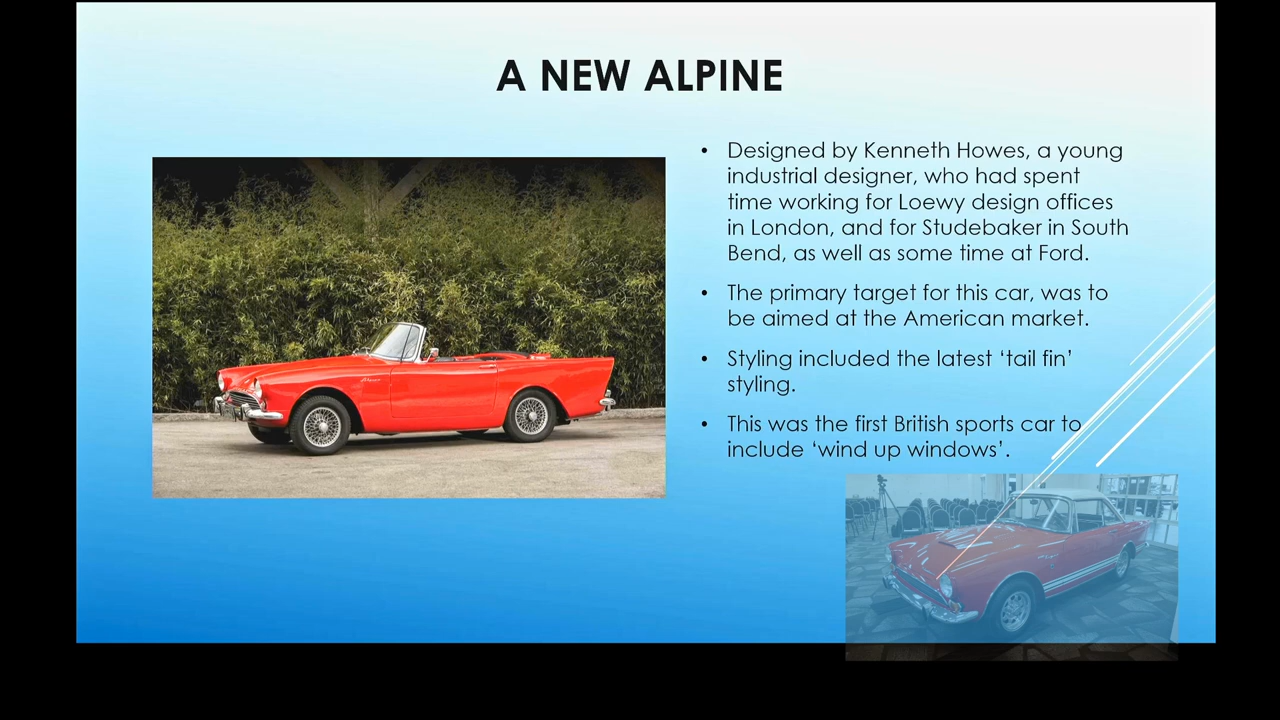 A NEW ALPINE
• Designed by Kenneth Howes, a young
industrial designer, who had spent
time working for Loewy design offices
in London, and for Studebaker in South
Bend, as well as some time at Ford.
• The primary target for this car, was to
be aimed at the American market.
• Styling included the latest ‘tail fin’
styling.
• This was the first British sports car to
include ‘wind up windows’.